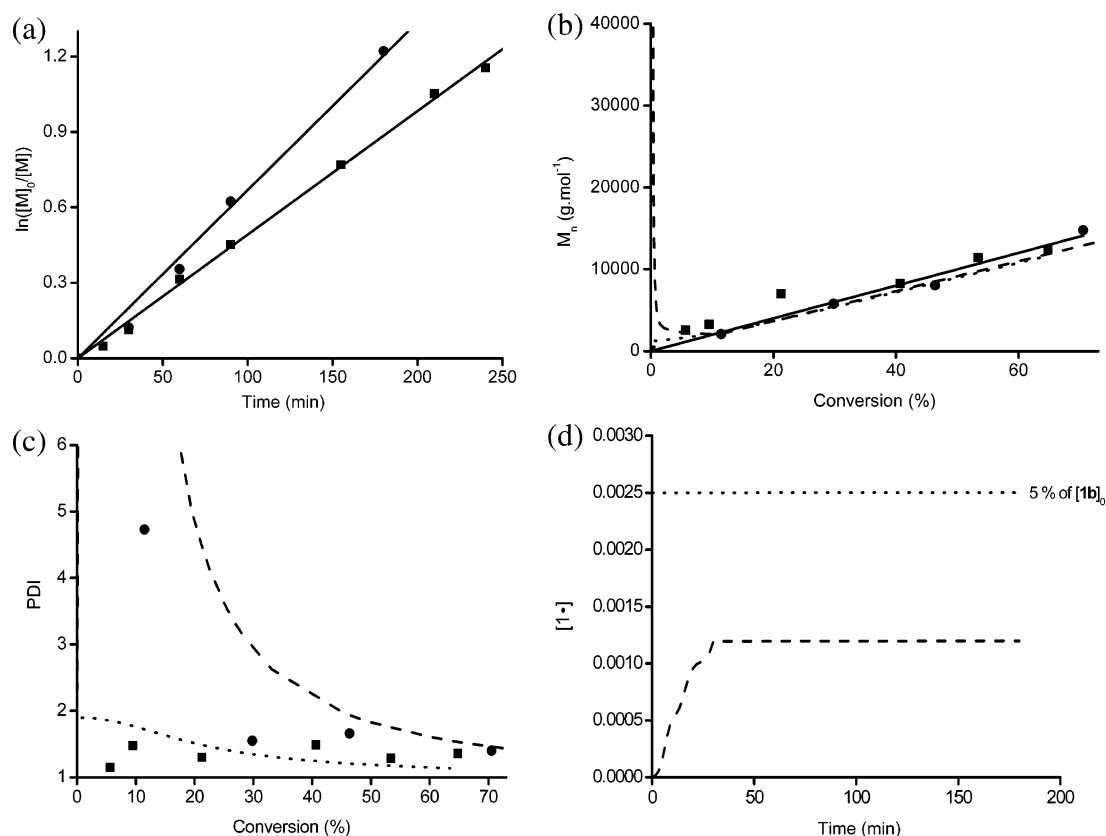 (a)
1.2
0.9
0.6
0.3
0.0
ln([M]₀/[M])
0 50 100 150 200 250
Time (min)
(b)
40000
30000
20000
10000
0
Mₙ (g.mol⁻¹)
0 20 40 60
Conversion (%)
(c)
6
5
4
3
2
1
PDI
0 10 20 30 40 50 60 70
Conversion (%)
(d)
0.0030
0.0025
0.0020
0.0015
0.0010
0.0005
0.0000
[1•]
5 % of [1b]₀
0 50 100 150 200
Time (min)